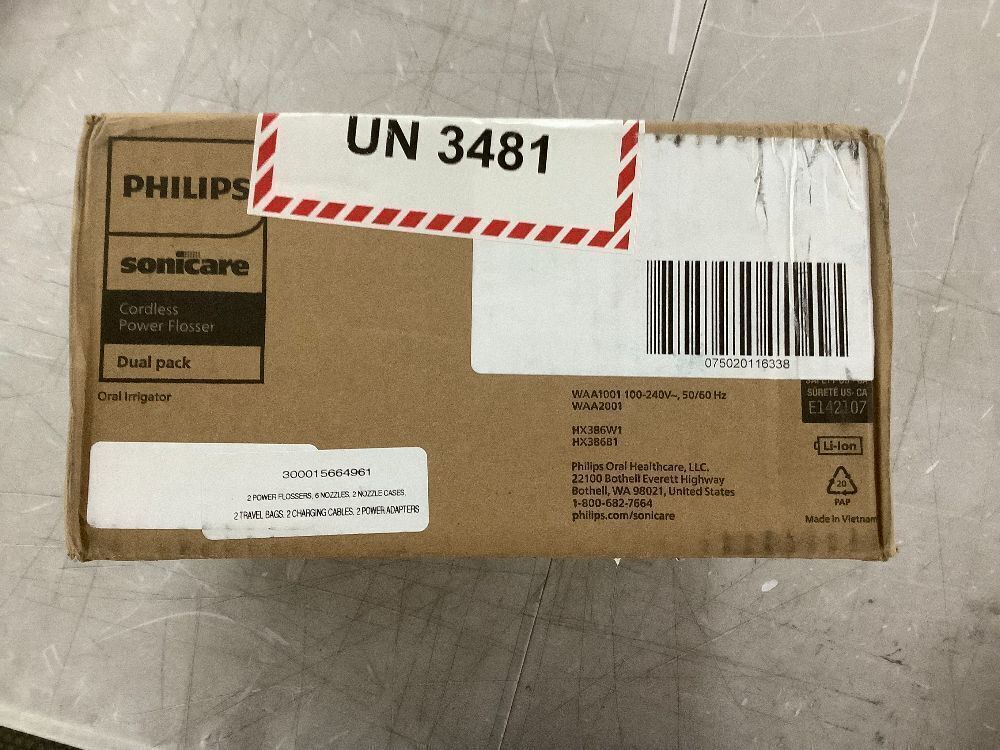 UN 3481
PHILIPS
sonicare
Cordless
Power Flosser
Dual pack
Oral Irrigator
075020116338
WAA1001 100-240V~, 50/60 Hz
WAA2001
HX386W1
HX386B1
Philips Oral Healthcare, LLC.
22100 Bothell Everett Highway
Bothell, WA 98021, United States
1-800-682-7664
philips.com/sonicare
SÛRETÉ US·CA
E142107
Li-Ion
20
PAP
Made in Vietnam
300015664961
2 POWER FLOSSERS, 6 NOZZLES, 2 NOZZLE CASES,
2 TRAVEL BAGS, 2 CHARGING CABLES, 2 POWER ADAPTERS